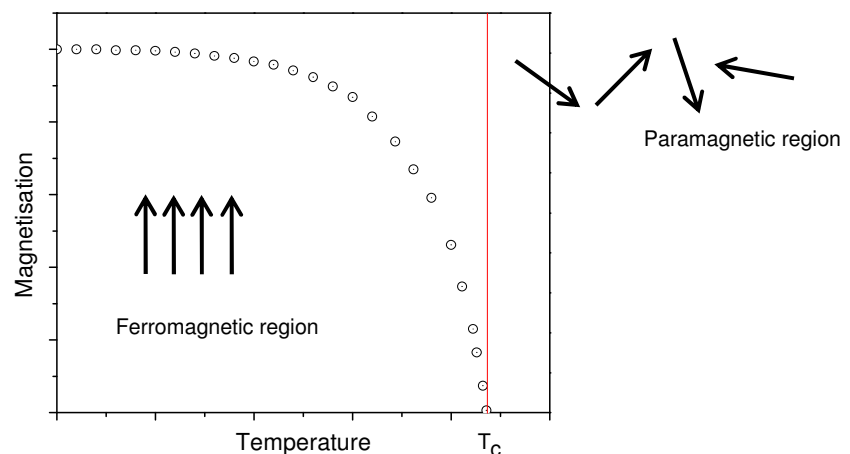 Paramagnetic region
Magnetisation
Ferromagnetic region
Temperature
Tc